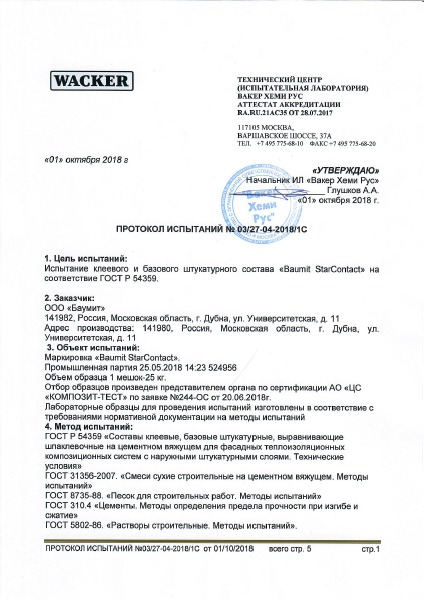 WACKER
ТЕХНИЧЕСКИЙ ЦЕНТР
(ИСПЫТАТЕЛЬНАЯ ЛАБОРАТОРИЯ)
ВАКЕР ХЕМИ РУС
АТТЕСТАТ АККРЕДИТАЦИИ
RA.RU.21АС35 ОТ 28.07.2017
117105 МОСКВА,
ВАРШАВСКОЕ ШОССЕ, 37А
ТЕЛ. +7 495 775-68-10 ФАКС +7 495 775-68-20
«01» октября 2018 г
«УТВЕРЖДАЮ»
Начальник ИЛ «Вакер Хеми Рус»
Глушков А.А.
«01» октября 2018 г.
"Вакер
Хеми
Рус"
ПРОТОКОЛ ИСПЫТАНИЙ № 03/27-04-2018/1С
1. Цель испытаний:
Испытание клеевого и базового штукатурного состава «Baumit StarContact» на
соответствие ГОСТ Р 54359.
2. Заказчик:
ООО «Баумит»
141982, Россия, Московская область, г. Дубна, ул. Университетская, д. 11
Адрес производства: 141980, Россия, Московская область, г. Дубна, ул.
Университетская, д. 11
3. Объект испытаний:
Маркировка «Baumit StarContact».
Промышленная партия 25.05.2018 14:23 524956
Объем образца 1 мешок-25 кг.
Отбор образцов произведен представителем органа по сертификации АО «ЦС
«КОМПОЗИТ-ТЕСТ» по заявке №244-ОС от 20.06.2018г.
Лабораторные образцы для проведения испытаний изготовлены в соответствие с
требованиями нормативной документации на методы испытаний
4. Метод испытаний:
ГОСТ Р 54359 «Составы клеевые, базовые штукатурные, выравнивающие
шпаклевочные на цементном вяжущем для фасадных теплоизоляционных
композиционных систем с наружными штукатурными слоями. Технические
условия»
ГОСТ 31356-2007. «Смеси сухие строительные на цементном вяжущем. Методы
испытаний»
ГОСТ 8735-88. «Песок для строительных работ. Методы испытаний»
ГОСТ 310.4 «Цементы. Методы определения предела прочности при изгибе и
сжатие»
ГОСТ 5802-86. «Растворы строительные. Методы испытаний».
ПРОТОКОЛ ИСПЫТАНИЙ №03/27-04-2018/1С от 01/10/2018 всего стр. 5 стр.1